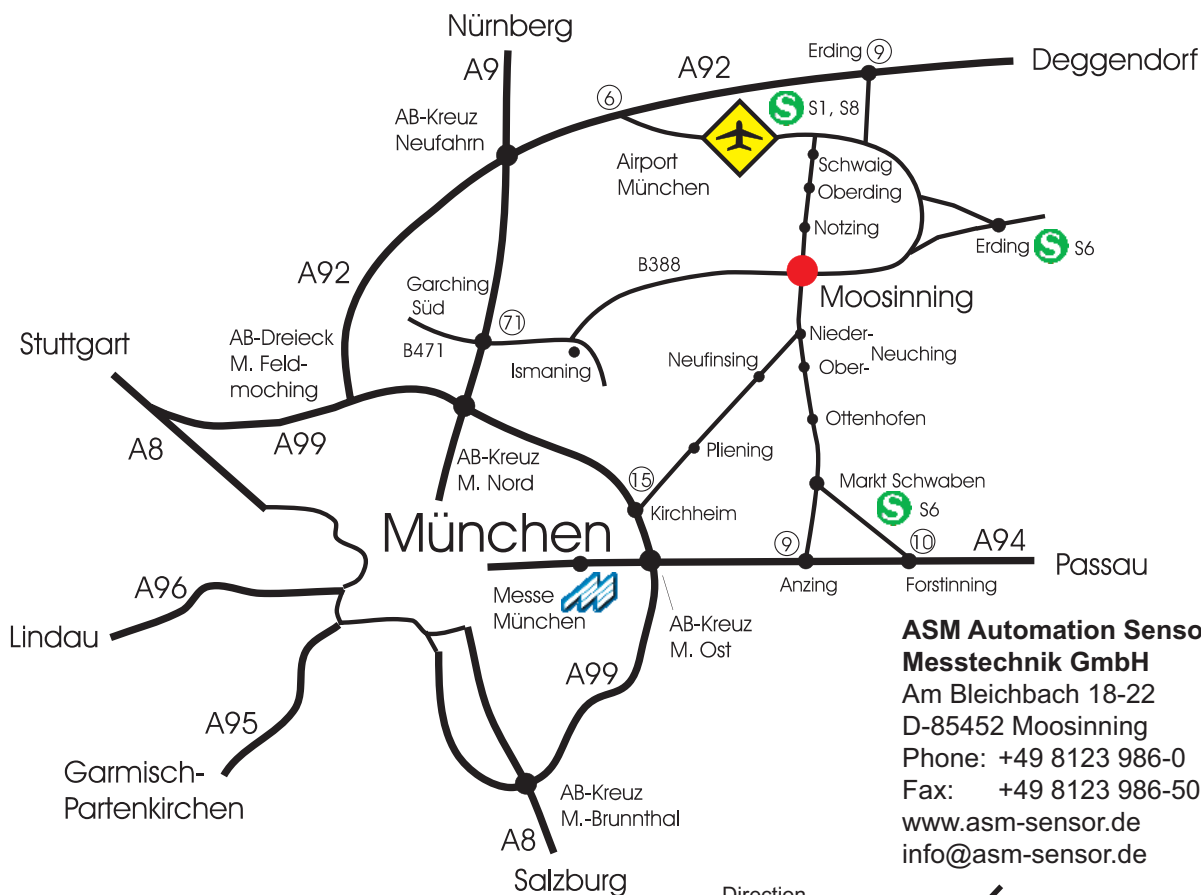 Nürnberg
A9
A92
Erding 9
Deggendorf
6
S S1, S8
AB-Kreuz
Neufahrn
Airport
München
Schwaig
Oberding
Notzing
Erding S S6
A92
Garching
Süd
B388
Moosinning
71
Stuttgart
AB-Dreieck
M. Feld-
moching
B471
Ismaning
Nieder-
Ober-
Neuching
Neufinsing
A8
A99
Ottenhofen
AB-Kreuz
M. Nord
Pliening
15
Markt Schwaben
S S6
Kirchheim
München
9
10
A94
Passau
Anzing
Forstinning
A96
Messe
München
Lindau
AB-Kreuz
M. Ost
A99
A95
Garmisch-
Partenkirchen
AB-Kreuz
M.-Brunnthal
A8
Salzburg
ASM Automation Senso
Messtechnik GmbH
Am Bleichbach 18-22
D-85452 Moosinning
Phone: +49 8123 986-0
Fax: +49 8123 986-50
www.asm-sensor.de
info@asm-sensor.de
Direction